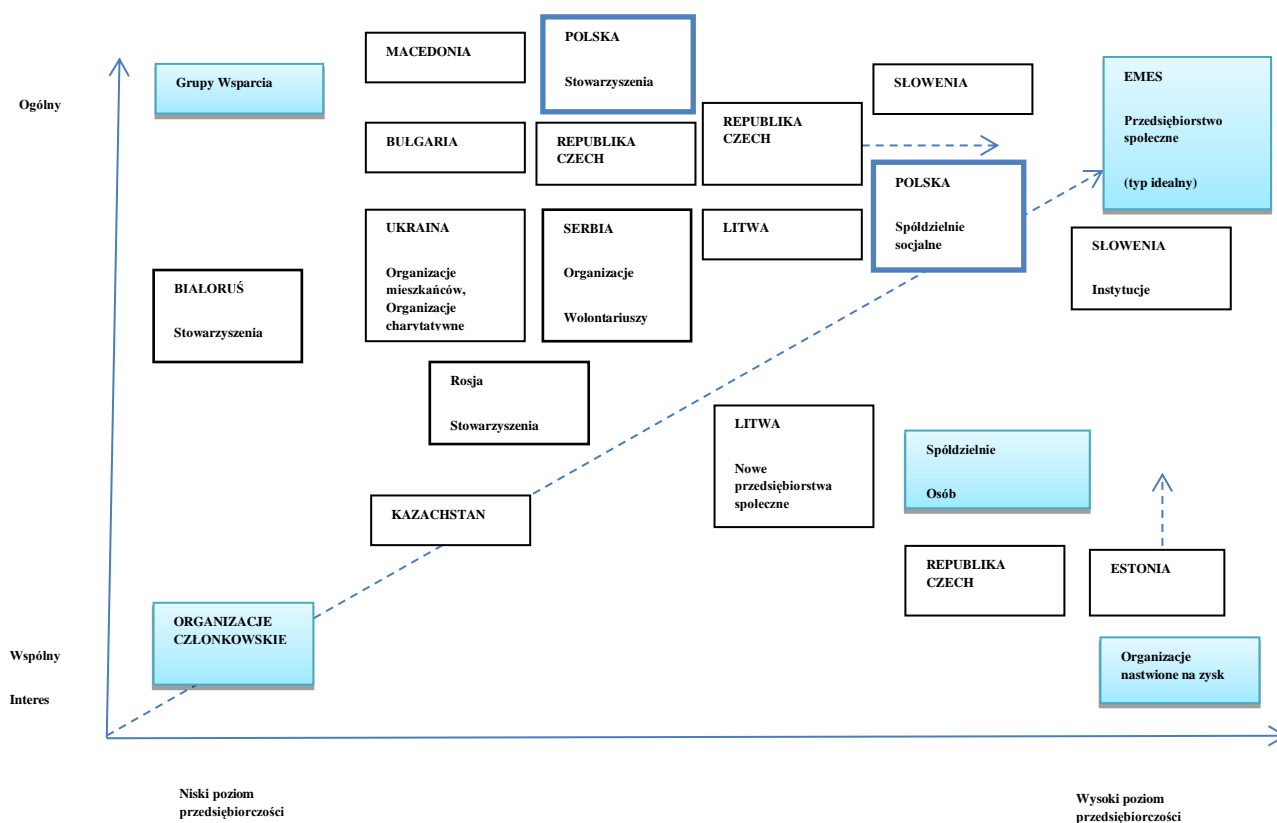 MACEDONIA
POLSKA
Stowarzyszenia
Grupy Wsparcia
Ogólny
SŁOWENIA
EMES
Przedsiębiorstwo
społeczne
(typ idealny)
BUŁGARIA
REPUBLIKA
CZECH
REPUBLIKA
CZECH
POLSKA
Spółdzielnie
socjalne
UKRAINA
Organizacje
mieszkańców,
Organizacje
charytatywne
SERBIA
Organizacje
Wolontariuszy
LITWA
SŁOWENIA
Instytucje
BIAŁORUŚ
Stowarzyszenia
Rosja
Stowarzyszenia
LITWA
Nowe
przedsiębiorstwa
społeczne
Spółdzielnie
Osób
KAZACHSTAN
REPUBLIKA
CZECH
ESTONIA
ORGANIZACJE
CZŁONKOWSKIE
Wspólny
Interes
Organizacje
nastwione na zysk
Niski poziom
przedsiębiorczości
Wysoki poziom
przedsiębiorczości